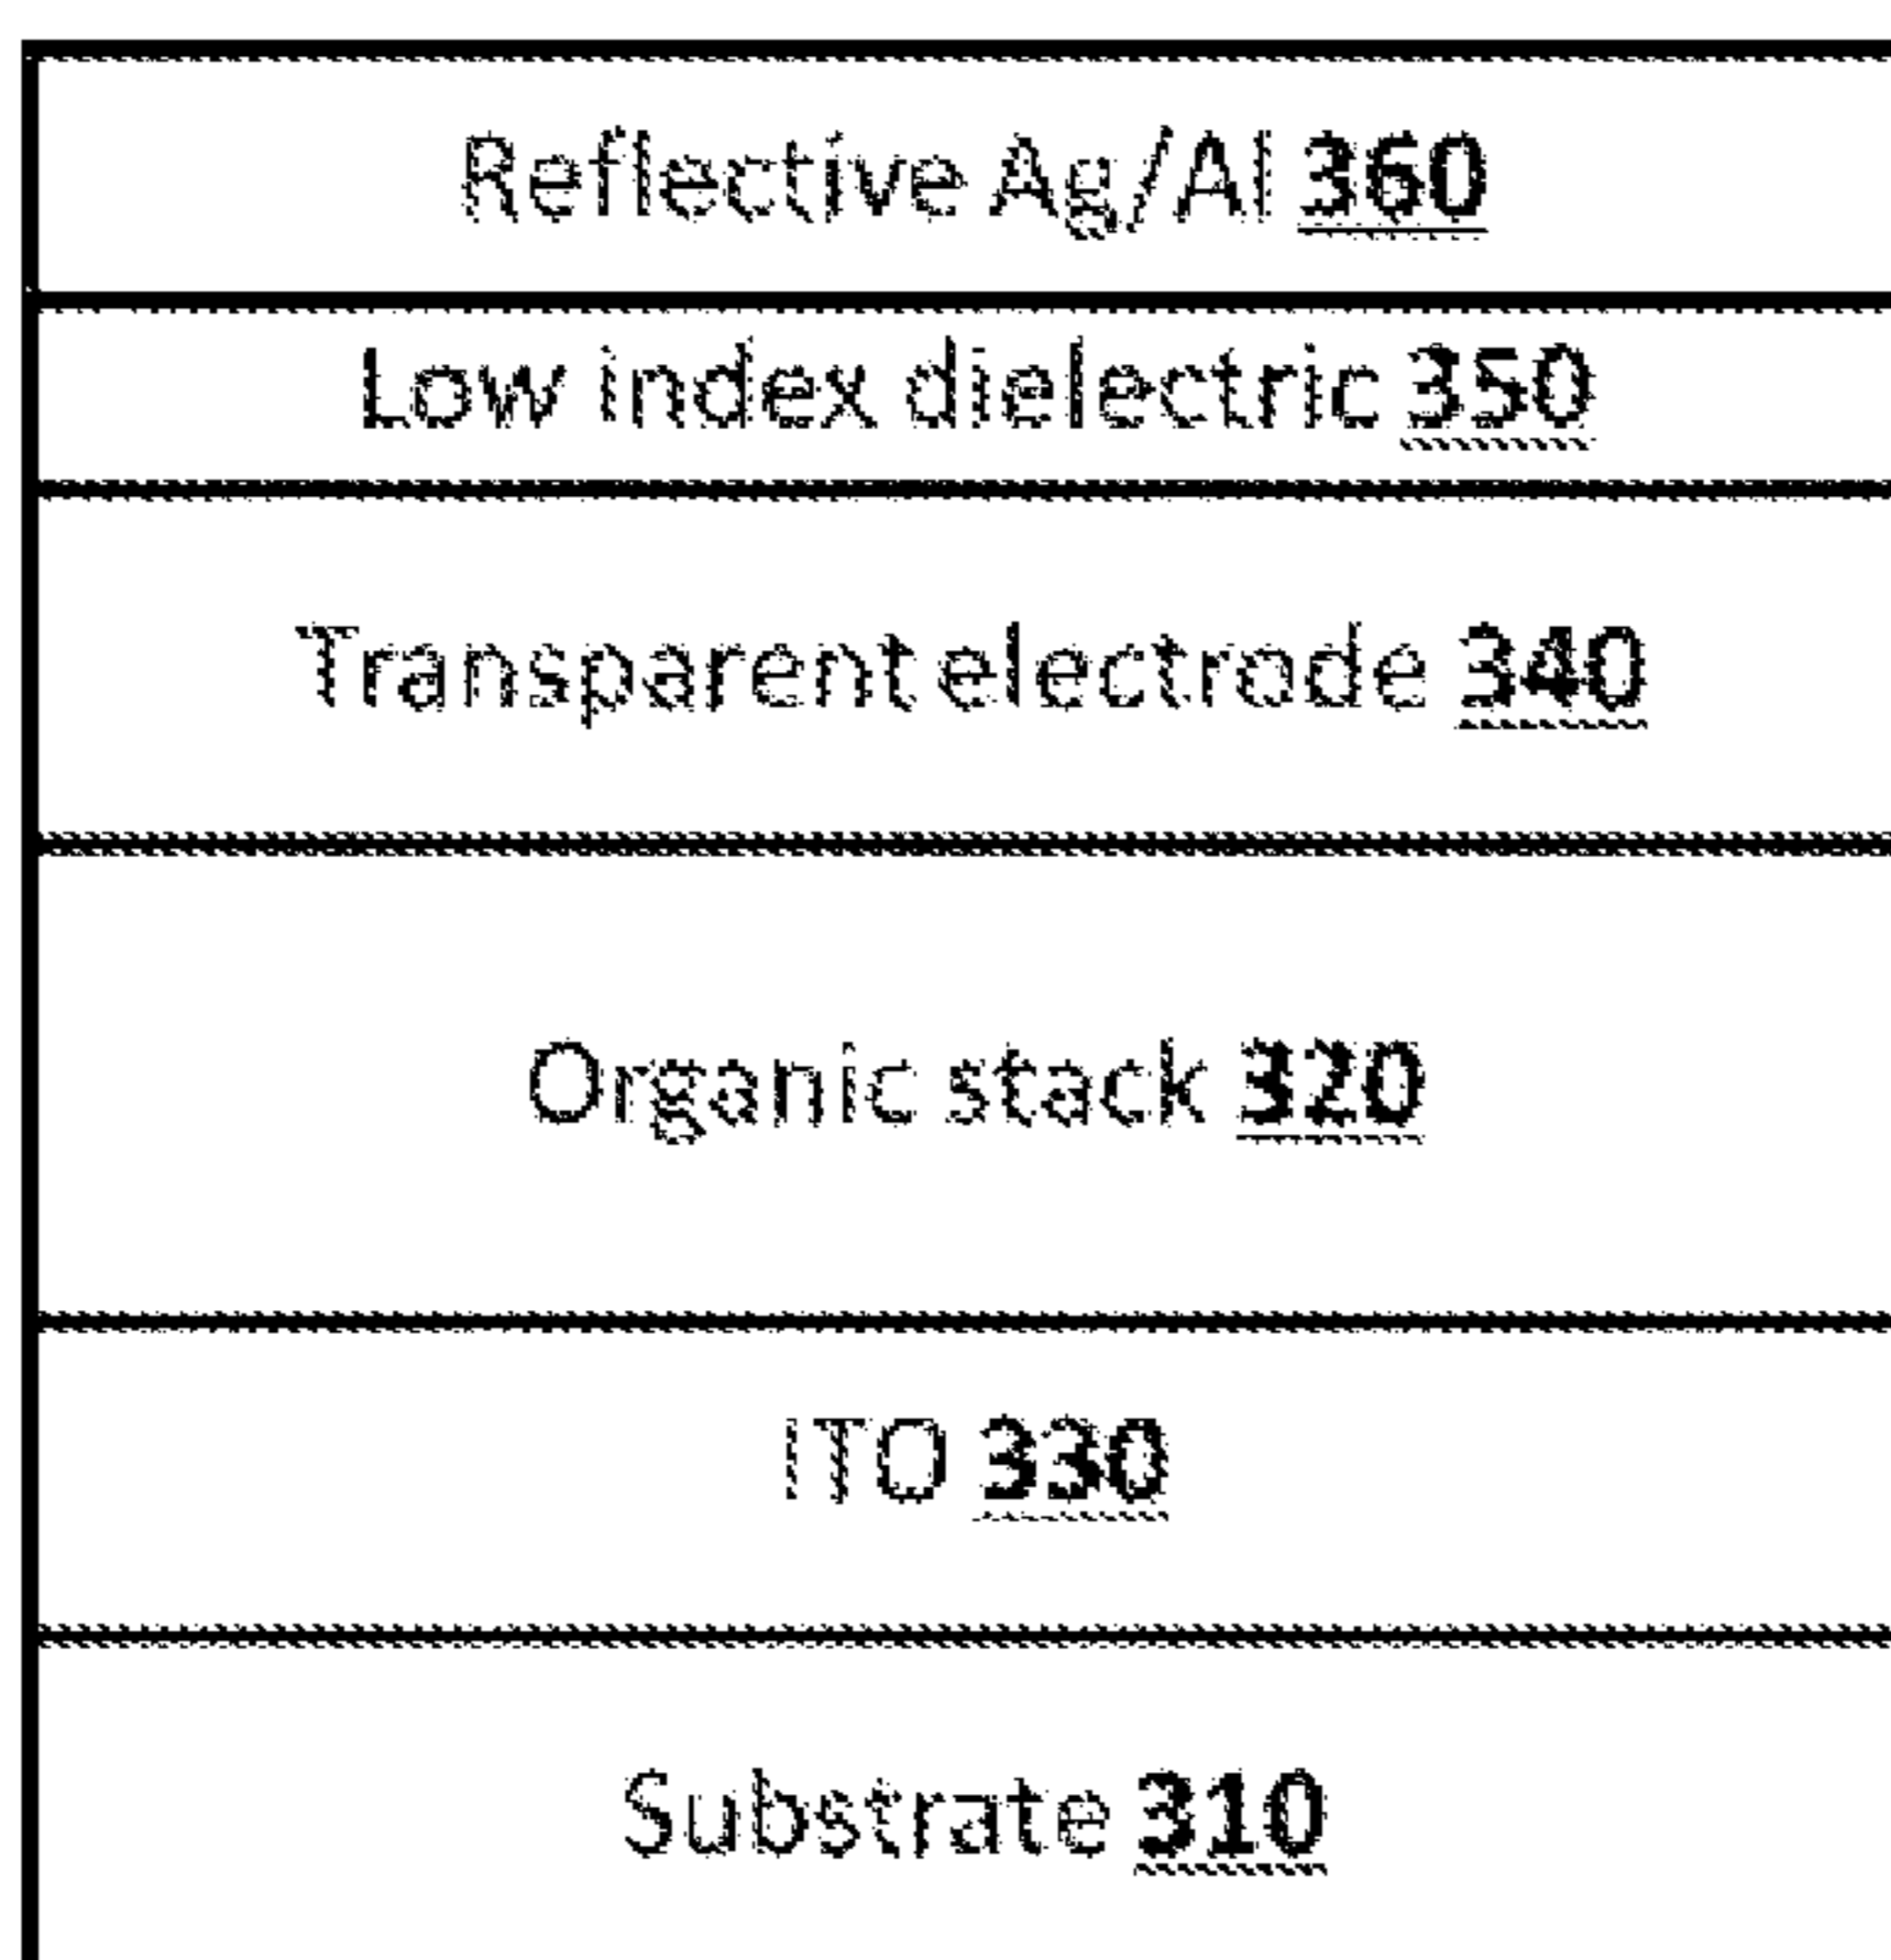 Reflective Ag/Al 360
Low index dielectric 350
Transparent electrode 340
Organic stack 320
ITO 330
Substrate 310